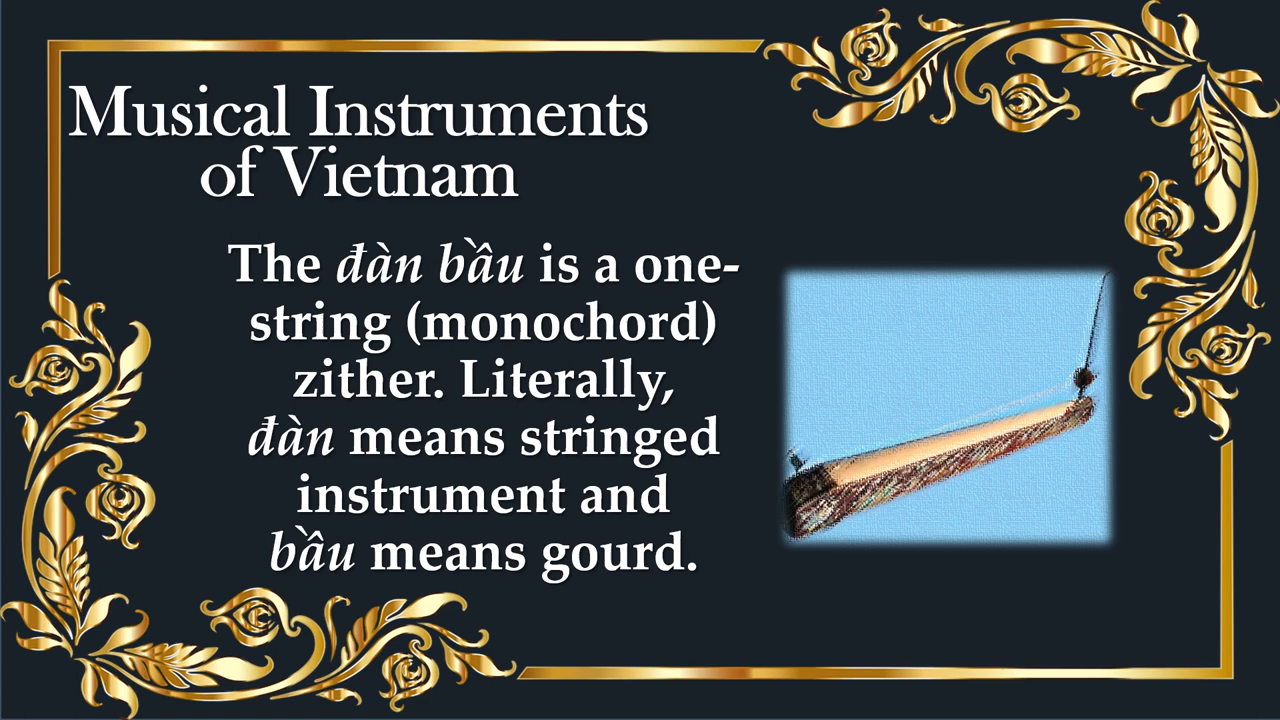 Musical Instruments
of Vietnam
The đàn bầu is a one-
string (monochord)
zither. Literally,
đàn means stringed
instrument and
bầu means gourd.